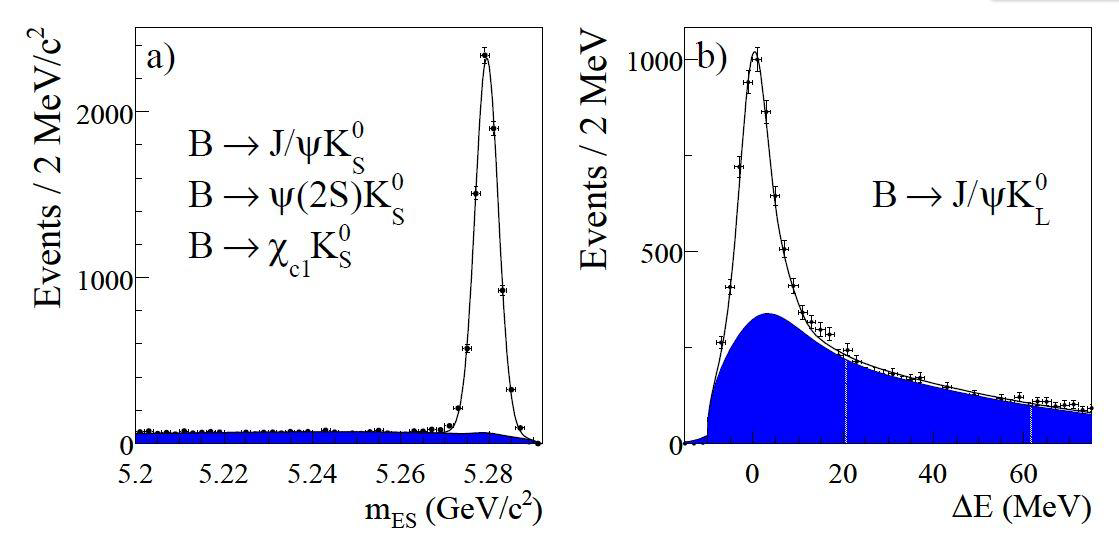 a)
Events / 2 MeV/c²
B → J/ψK⁰S
B → ψ(2S)K⁰S
B → χc1K⁰S
2000
1000
0
5.2 5.22 5.24 5.26 5.28
mES (GeV/c²)
b)
Events / 2 MeV
B → J/ψK⁰L
1000
500
0
0 20 40 60
ΔE (MeV)